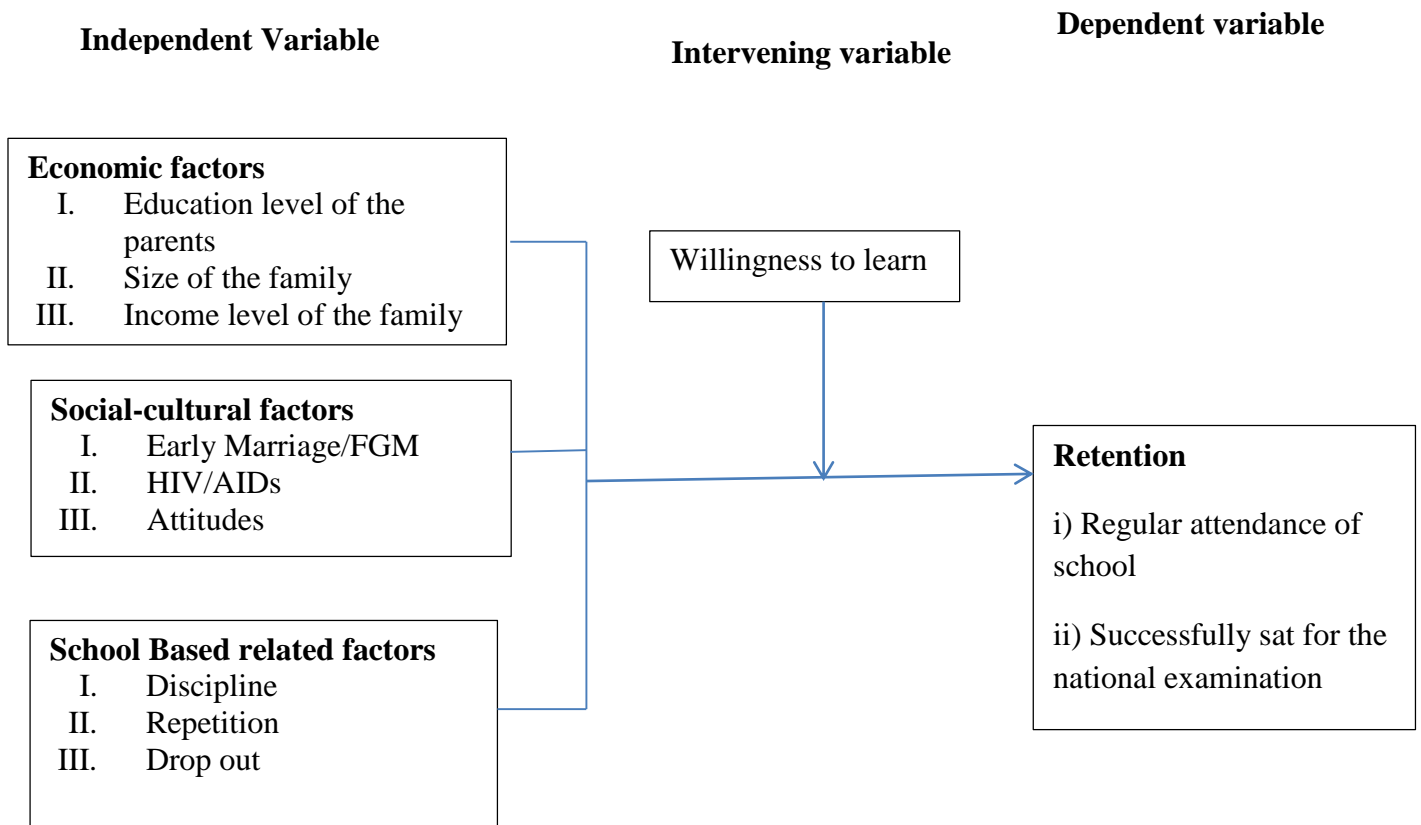 Independent Variable
Intervening variable
Dependent variable
Economic factors
I. Education level of the
parents
II. Size of the family
III. Income level of the family
Social-cultural factors
I. Early Marriage/FGM
II. HIV/AIDs
III. Attitudes
School Based related factors
I. Discipline
II. Repetition
III. Drop out
Willingness to learn
Retention
i) Regular attendance of
school
ii) Successfully sat for the
national examination